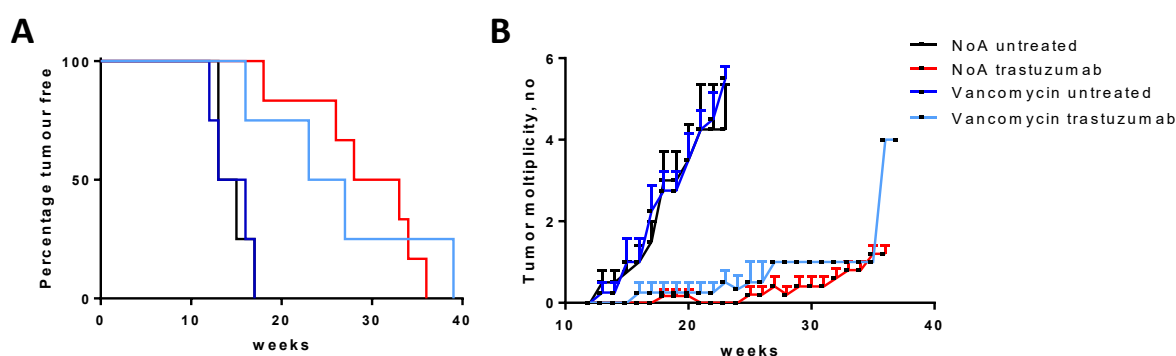 A
Percentage tumour free
100
50
0
0 10 20 30 40
weeks
B
Tumor moltiplicity, no
6
4
2
0
10 20 30 40
weeks
NoA untreated
NoA trastuzumab
Vancomycin untreated
Vancomycin trastuzumab